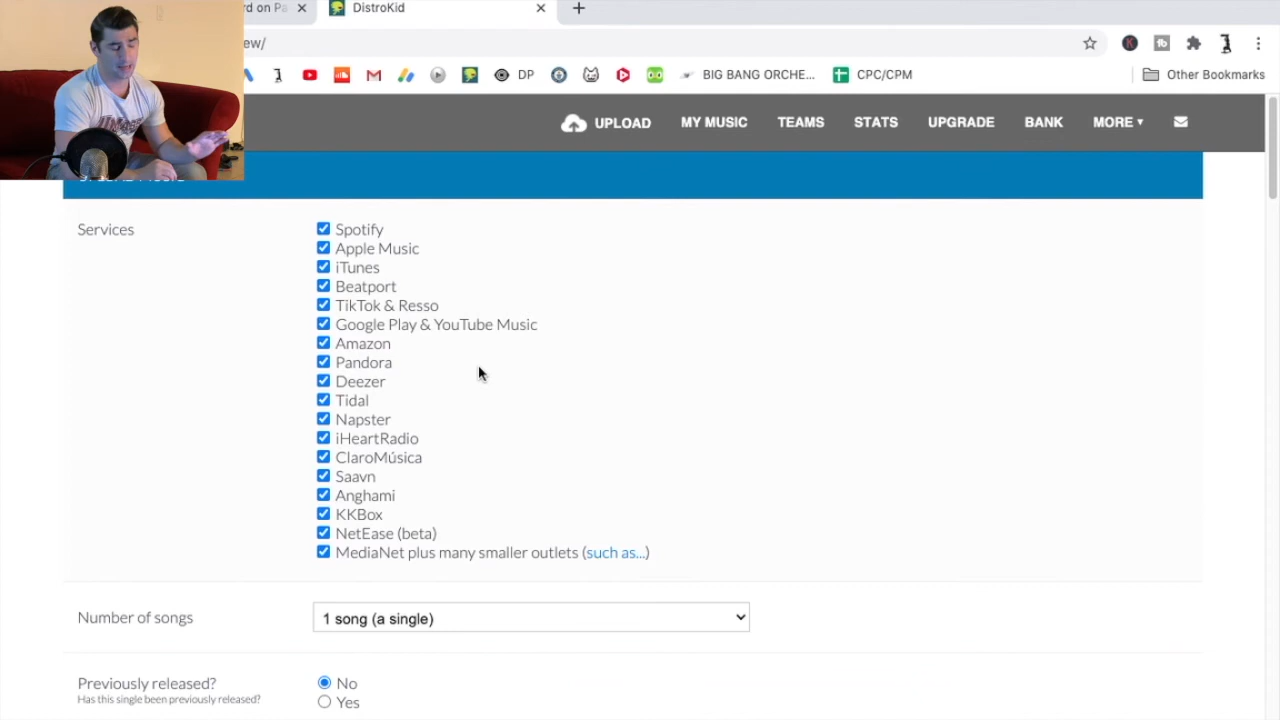 rd on Pa
DistroKid
ew/
DP
BIG BANG ORCHE...
CPC/CPM
Other Bookmarks
UPLOAD
MY MUSIC
TEAMS
STATS
UPGRADE
BANK
MORE
Services
Spotify
Apple Music
iTunes
Beatport
TikTok & Resso
Google Play & YouTube Music
Amazon
Pandora
Deezer
Tidal
Napster
iHeartRadio
ClaroMúsica
Saavn
Anghami
KKBox
NetEase (beta)
MediaNet plus many smaller outlets (such as...)
Number of songs
1 song (a single)
Previously released?
Has this single been previously released?
No
Yes